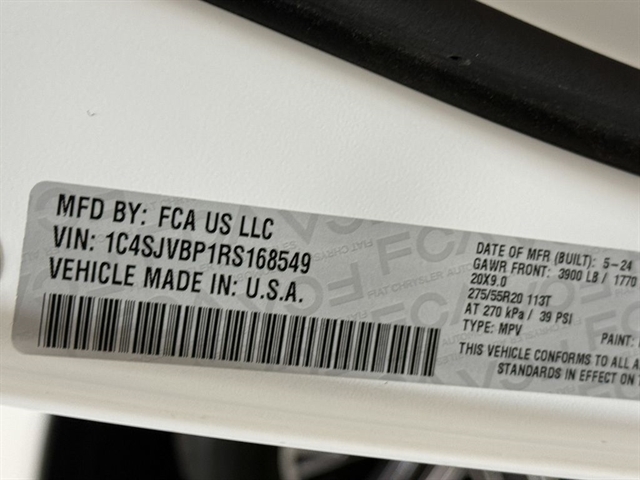 MFD BY: FCA US LLC
VIN: 1C4SJVBP1RS168549
VEHICLE MADE IN: U.S.A.
DATE OF MFR (BUILT): 5-24
GAWR FRONT: 3900 LB / 1770
20X9.0
275/55R20 113T
AT 270 kPa / 39 PSI
TYPE: MPV
PAINT:
THIS VEHICLE CONFORMS TO ALL A
STANDARDS IN EFFECT ON